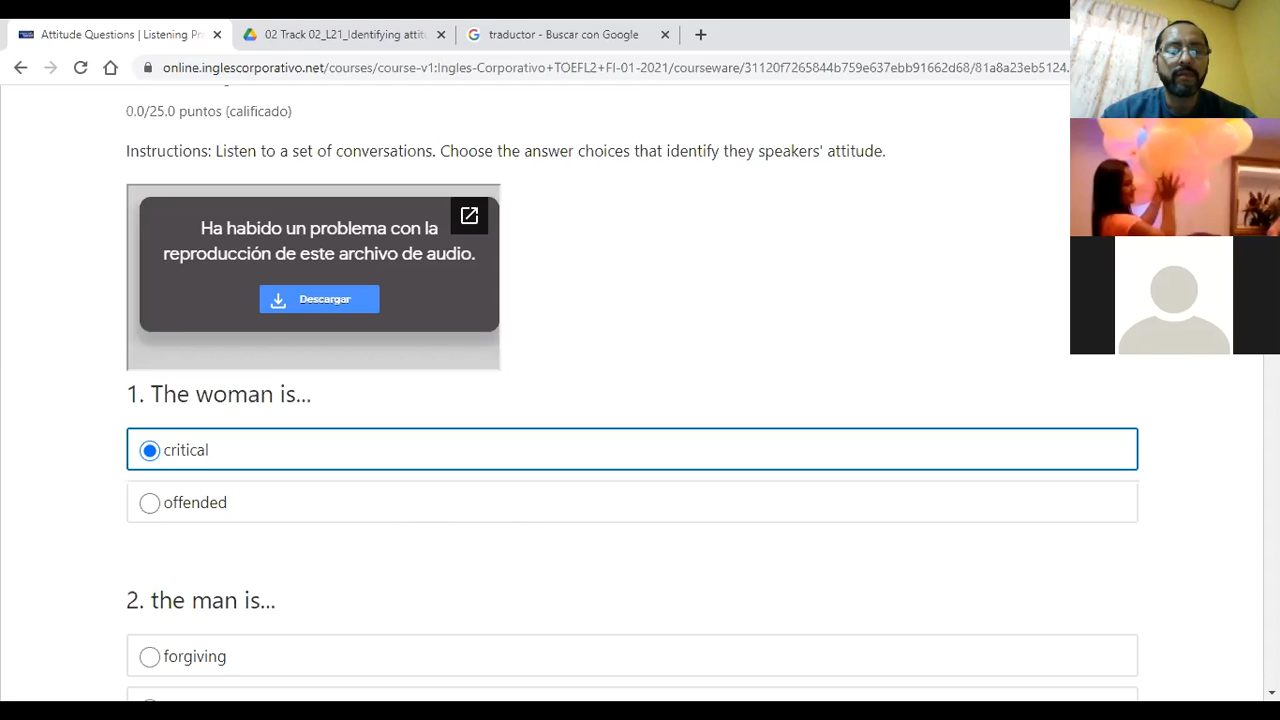 Attitude Questions | Listening Pr
02 Track 02_L21_Identifying attit
traductor - Buscar con Google
online.inglescorporativo.net/courses/course-v1:Ingles-Corporativo+TOEFL2+FI-01-2021/courseware/31120f7265844b759e637ebb91662d68/81a8a23eb5124.
0.0/25.0 puntos (calificado)
Instructions: Listen to a set of conversations. Choose the answer choices that identify they speakers' attitude.
Ha habido un problema con la
reproducción de este archivo de audio.
Descargar
1. The woman is...
critical
offended
2. the man is...
forgiving